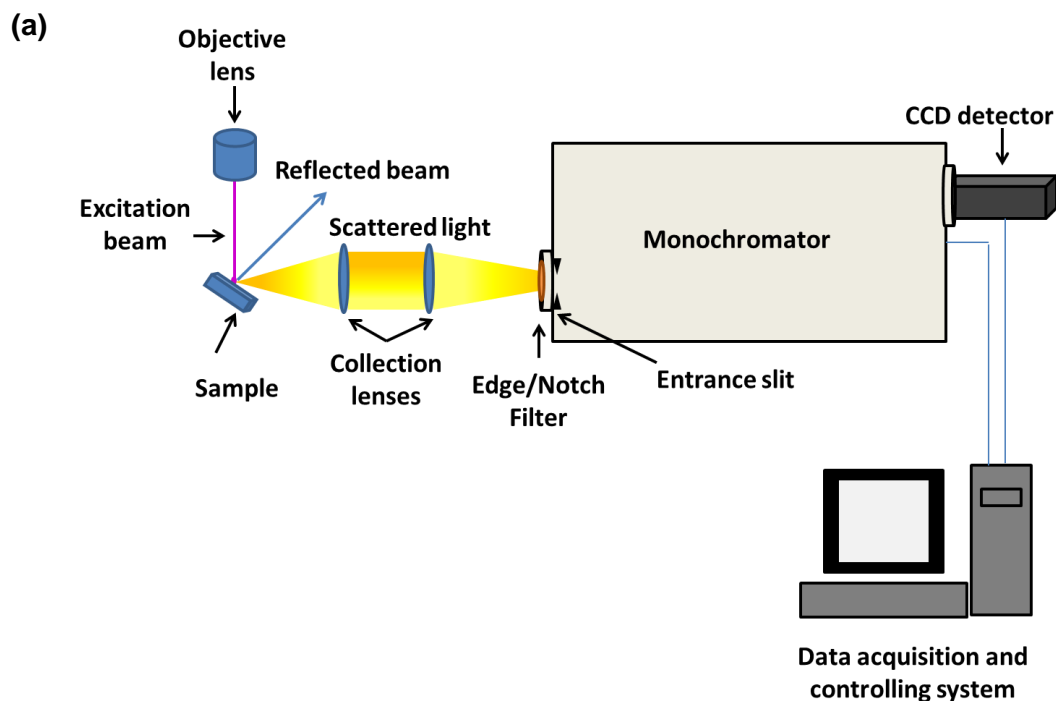 (a)
Objective
lens
CCD detector
Reflected beam
Excitation
beam
Scattered light
Monochromator
Sample
Collection
lenses
Edge/Notch
Filter
Entrance slit
Data acquisition and
controlling system